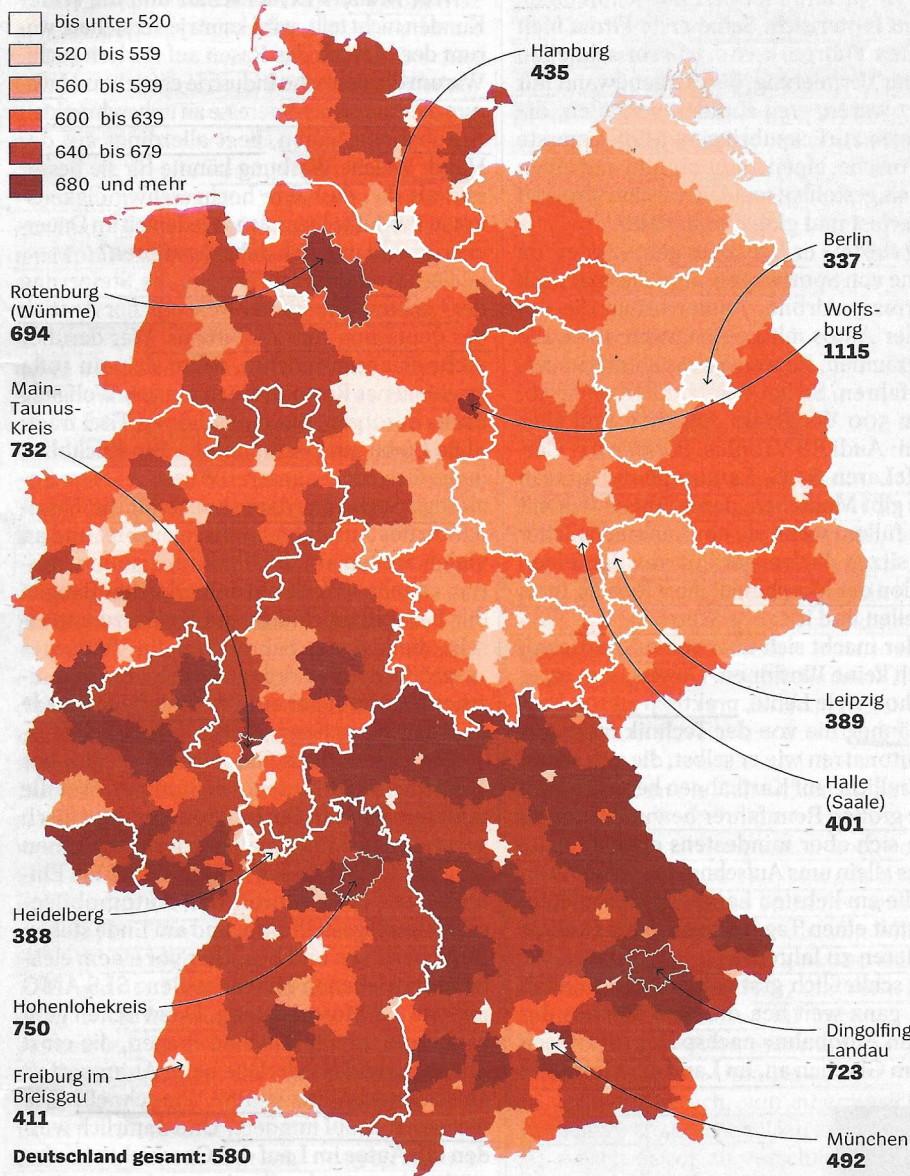 bis unter 520
520 bis 559
560 bis 599
600 bis 639
640 bis 679
680 und mehr
Hamburg
435
Berlin
337
Rotenburg
(Wümme)
694
Wolfs-
burg
1115
Main-
Taunus-
Kreis
732
Leipzig
389
Halle
(Saale)
401
Heidelberg
388
Hohenlohekreis
750
Dingolfing
Landau
723
Freiburg im
Breisgau
411
München
492
Deutschland gesamt: 580